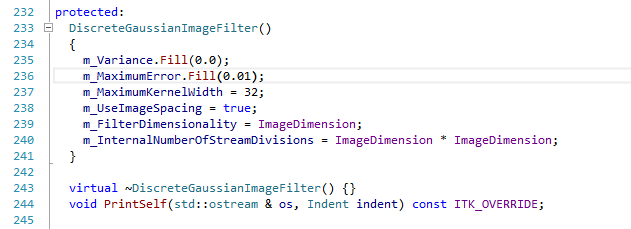 232 protected:
233 DiscreteGaussianImageFilter()
234 {
235 m_Variance.Fill(0.0);
236 m_MaximumError.Fill(0.01);
237 m_MaximumKernelWidth = 32;
238 m_UseImageSpacing = true;
239 m_FilterDimensionality = ImageDimension;
240 m_InternalNumberOfStreamDivisions = ImageDimension * ImageDimension;
241 }
242
243 virtual ~DiscreteGaussianImageFilter() {}
244 void PrintSelf(std::ostream & os, Indent indent) const ITK_OVERRIDE;
245